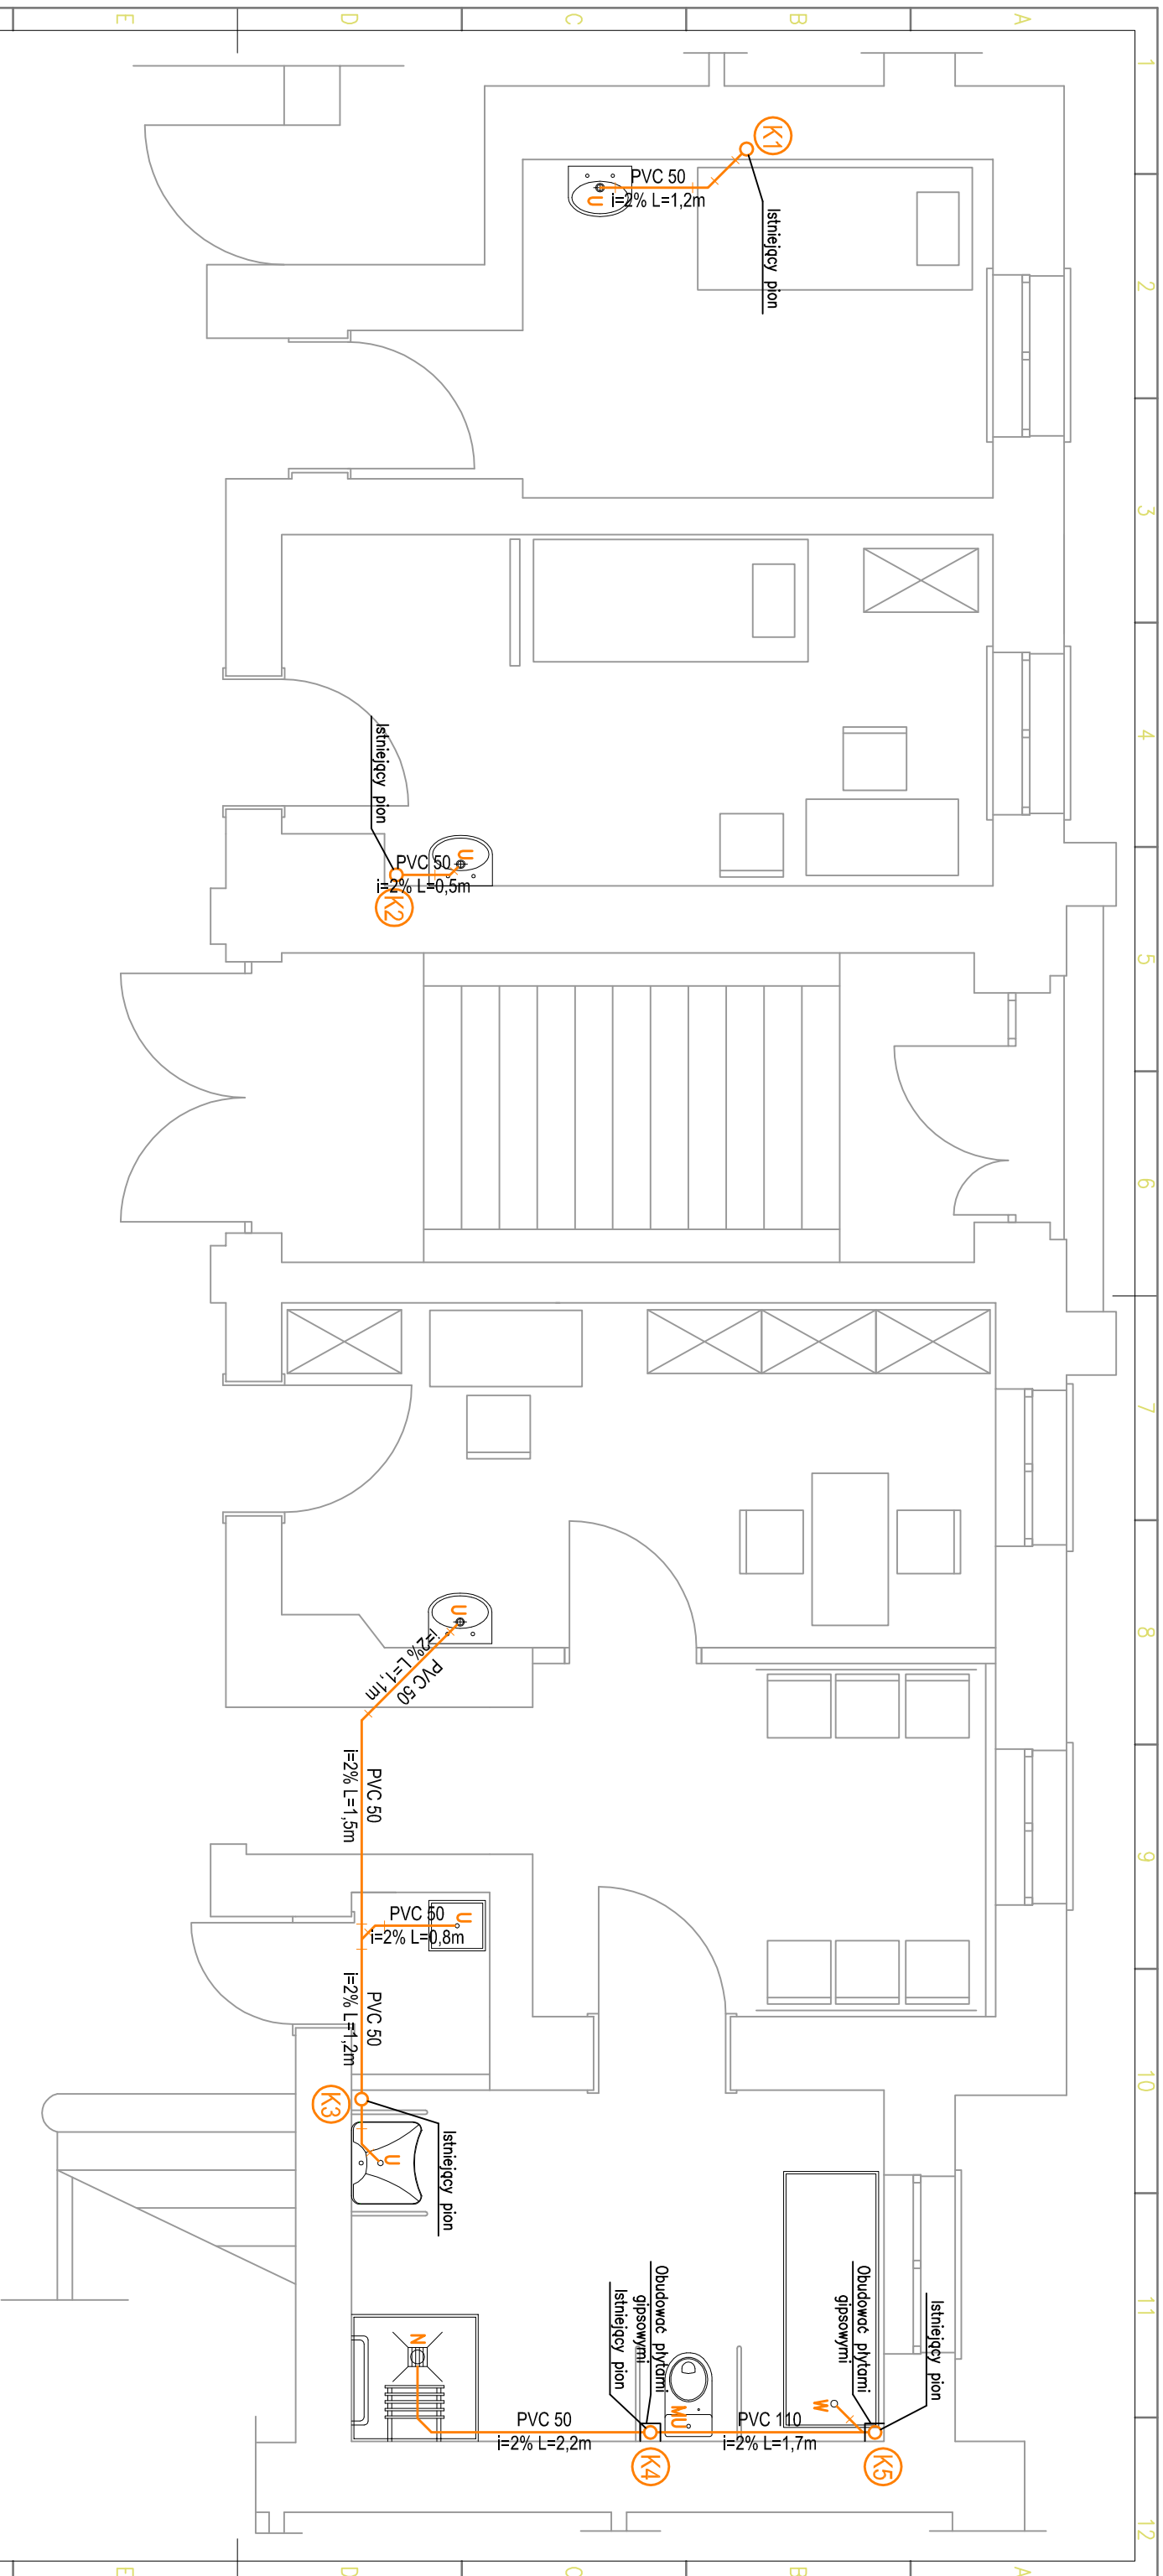 E
D
C
B
A
1
2
3
4
5
6
7
8
9
10
11
12
K1
PVC 50
i=2% L=1,2m
U
Istniejący pion
Istniejący pion
U
PVC 50
i=2% L=0,5m
K2
U
i=2% L=1,1m
PVC 50
PVC 50
i=2% L=1,5m
PVC 50
i=2% L=0,8m
U
PVC 50
i=2% L=1,2m
K3
U
Istniejący pion
Obudować płytami
gipsowymi
Istniejący pion
Obudować płytami
gipsowymi
Istniejący pion
N
MU
W
PVC 50
i=2% L=2,2m
PVC 110
i=2% L=1,7m
K4
K5
E
D
C
B
A